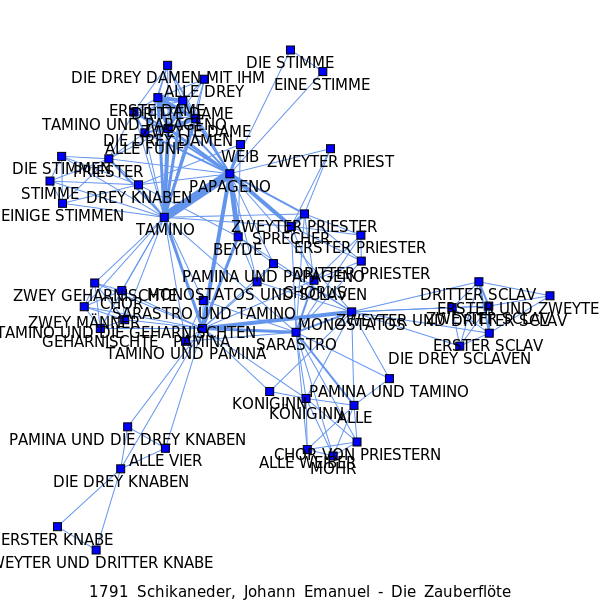 DIE STIMME
DIE DREY DAMEN MIT IHM
EINE STIMME
ALLE DREY
ERSTE DAME
DRITTE DAME
TAMINO UND PAPAGENO
ZWEYTE DAME
DIE DREY DAMEN
ALLE FÜNF
WEIB
ZWEYTER PRIEST
DIE STIMMEN
PRIESTER
PAPAGENO
STIMME
DREY KNABEN
EINIGE STIMMEN
TAMINO
ZWEYTER PRIESTER
SPRECHER
BEYDE
ERSTER PRIESTER
DRITTER PRIESTER
PAMINA UND PAPAGENO
ZWEY GEHARNISCHTE
MONOSTATOS UND SCLAVEN
CHORUS
DRITTER SCLAV
CHOR
SARASTRO UND TAMINO
ERSTER UND ZWEYTE
ZWEY MÄNNER
MONOSTATOS
ZWEYTER UND DRITTER SCLAV
ZWEYTER SCLAV
TAMINO UND DIE GEHARNISCHTEN
GEHARNISCHTE
PAMINA
SARASTRO
ERSTER SCLAV
TAMINO UND PAMINA
DIE DREY SCLAVEN
PAMINA UND TAMINO
KONIGINN
KÖNIGINN
ALLE
PAMINA UND DIE DREY KNABEN
CHOR VON PRIESTERN
ALLE VIER
ALLE WEIBER
MOHR
DIE DREY KNABEN
ERSTER KNABE
WEYTER UND DRITTER KNABE
1791 Schikaneder, Johann Emanuel - Die Zauberflöte